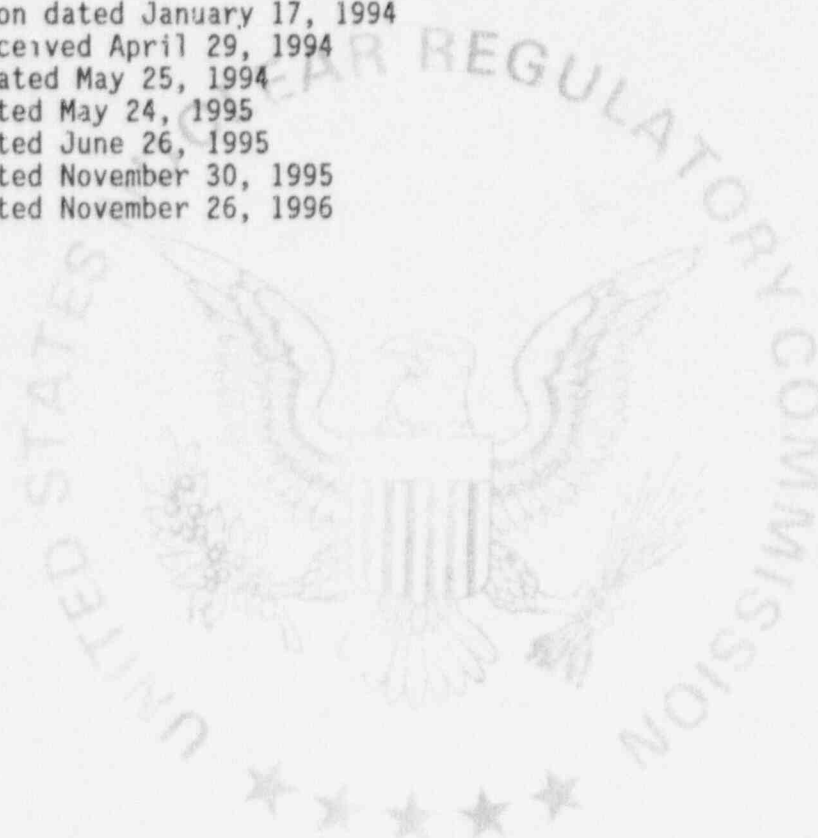 on dated January 17, 1994
ceived April 29, 1994
ated May 25, 1994
ted May 24, 1995
ted June 26, 1995
ted November 30, 1995
ted November 26, 1996
UNITED STATES NUCLEAR REGULATORY COMMISSION